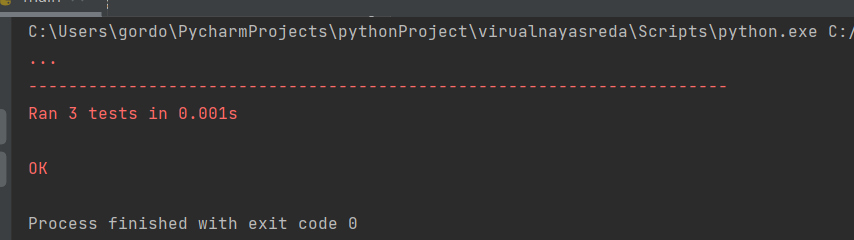 main
C:\Users\gordo\PycharmProjects\pythonProject\virualnayasreda\Scripts\python.exe C:/
...
----------------------------------------------------------------------
Ran 3 tests in 0.001s
OK
Process finished with exit code 0